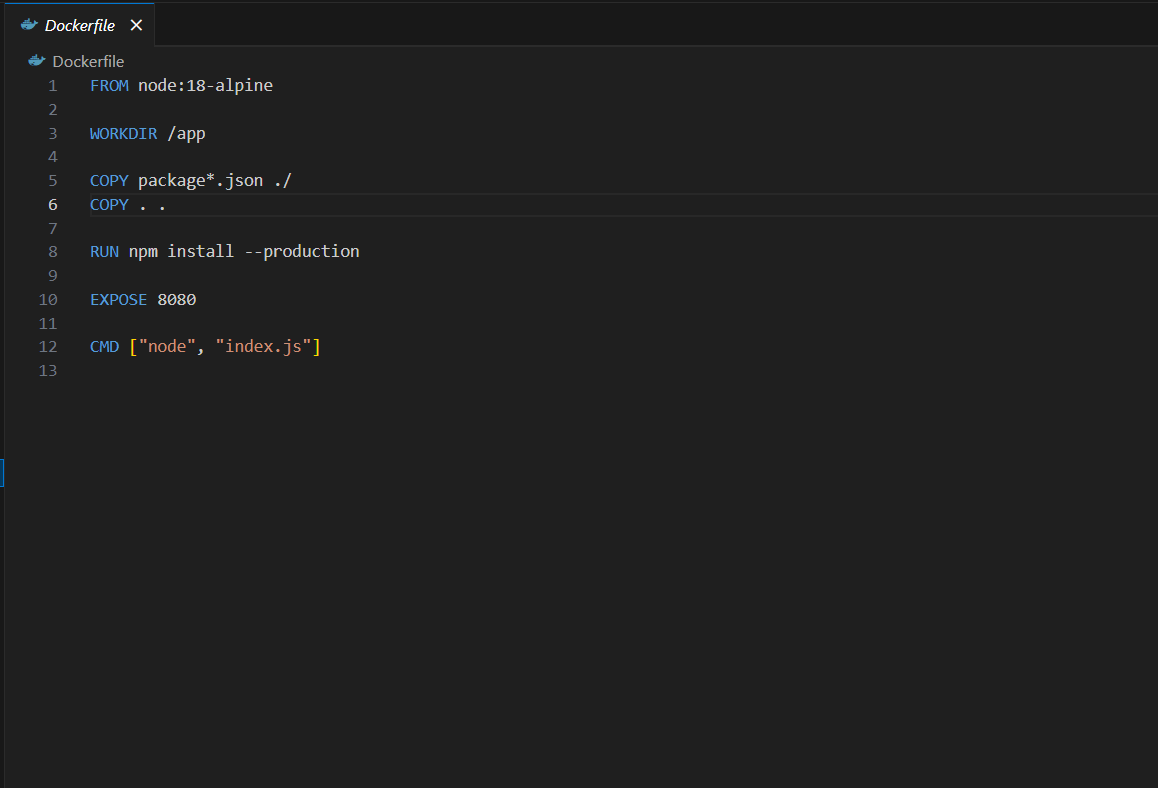 Dockerfile
Dockerfile
1 FROM node:18-alpine
2
3 WORKDIR /app
4
5 COPY package*.json ./
6 COPY . .
7
8 RUN npm install --production
9
10 EXPOSE 8080
11
12 CMD ["node", "index.js"]
13